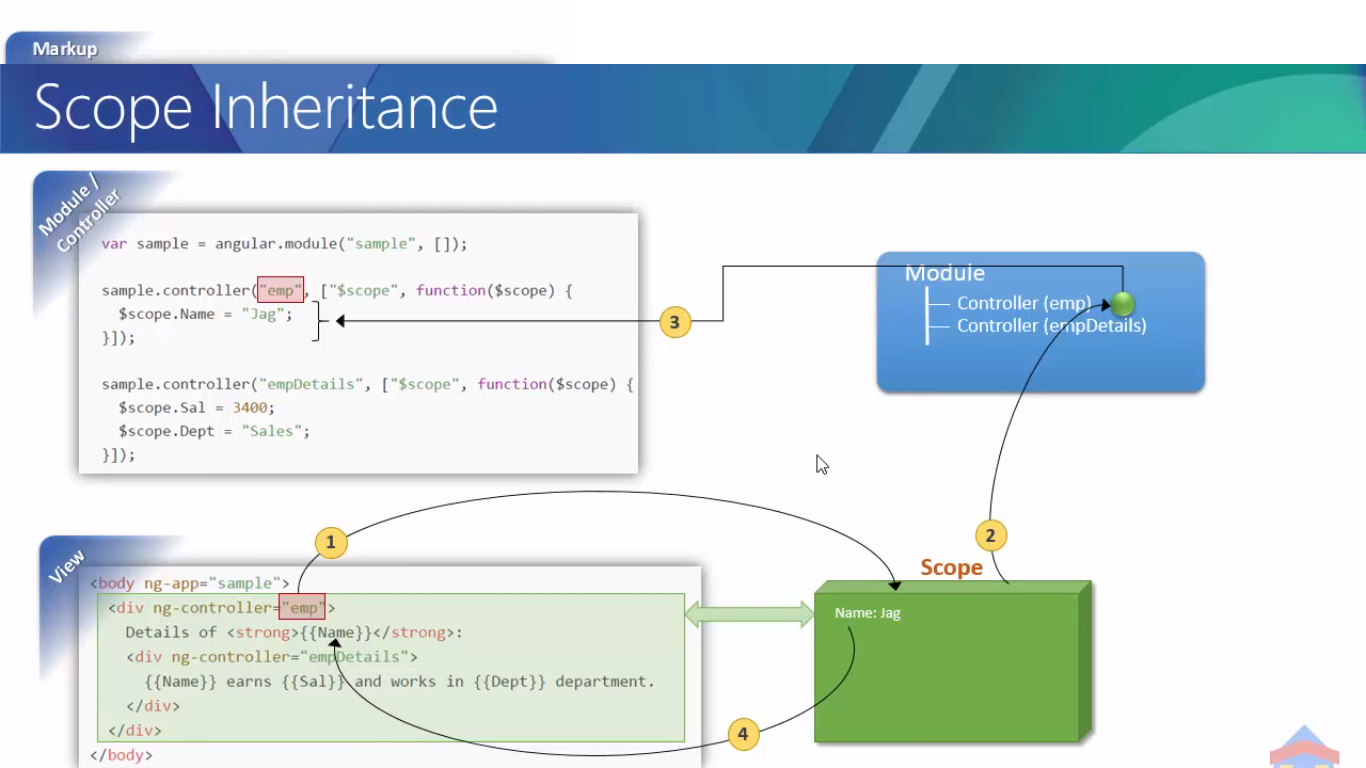 Markup
Scope Inheritance
Module /
Controller
var sample = angular.module("sample", []);
sample.controller("emp", ["$scope", function($scope) {
$scope.Name = "Jag";
}]);
sample.controller("empDetails", ["$scope", function($scope) {
$scope.Sal = 3400;
$scope.Dept = "Sales";
}]);
Module
Controller (emp)
Controller (empDetails)
3
2
1
View
<body ng-app="sample">
<div ng-controller="emp">
Details of <strong>{{Name}}</strong>:
<div ng-controller="empDetails">
{{Name}} earns {{Sal}} and works in {{Dept}} department.
</div>
</div>
</body>
Scope
Name: Jag
4